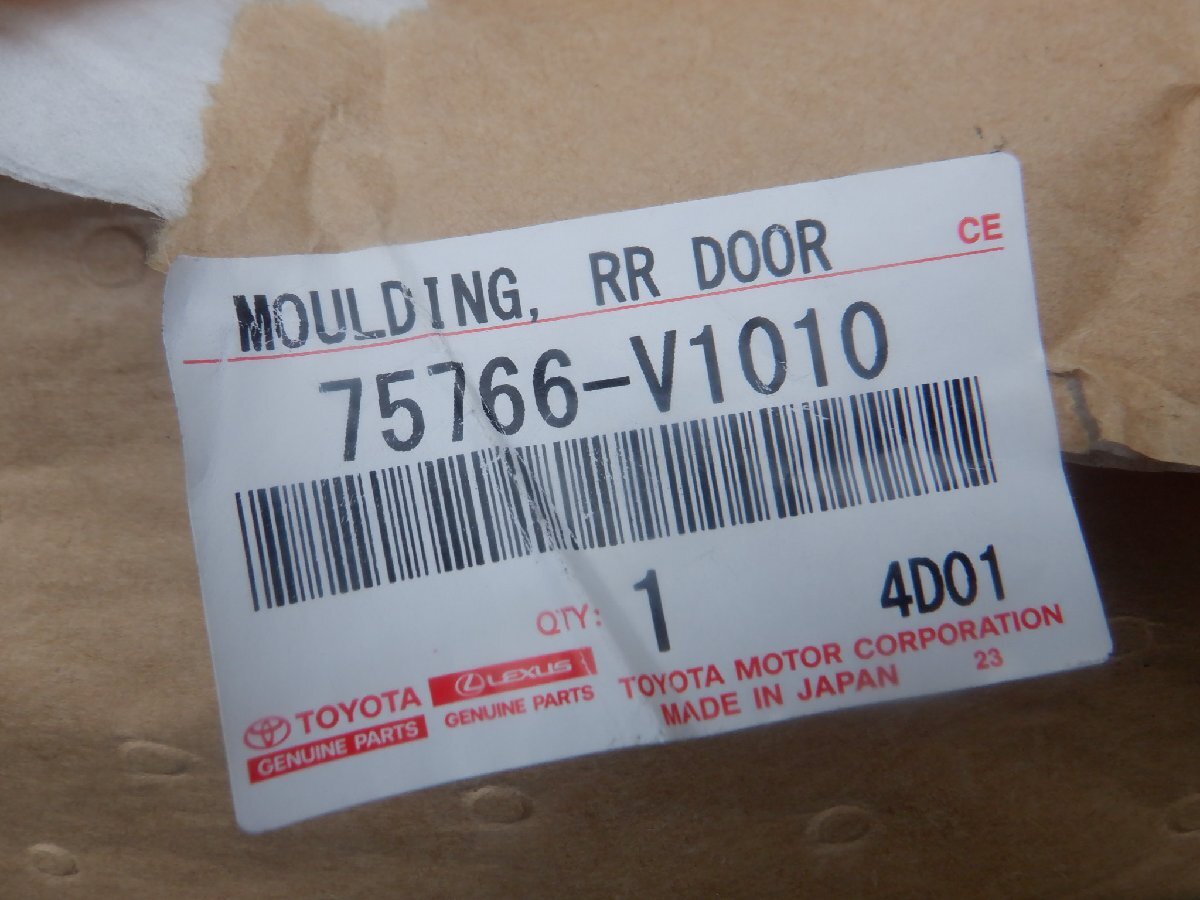 MOULDING, RR DOOR CE
75766-V1010
QTY: 1 4D01
TOYOTA LEXUS TOYOTA MOTOR CORPORATION
GENUINE PARTS GENUINE PARTS MADE IN JAPAN 23